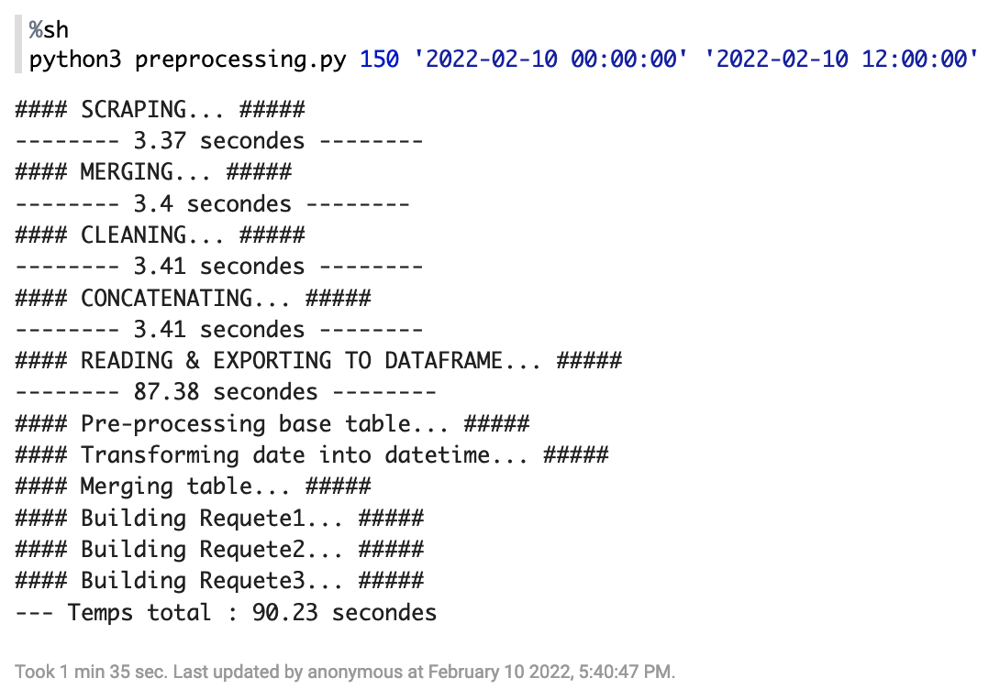 %sh
python3 preprocessing.py 150 '2022-02-10 00:00:00' '2022-02-10 12:00:00'
#### SCRAPING... #####
-------- 3.37 secondes --------
#### MERGING... #####
-------- 3.4 secondes --------
#### CLEANING... #####
-------- 3.41 secondes --------
#### CONCATENATING... #####
-------- 3.41 secondes --------
#### READING & EXPORTING TO DATAFRAME... #####
-------- 87.38 secondes --------
#### Pre-processing base table... #####
#### Transforming date into datetime... #####
#### Merging table... #####
#### Building Requete1... #####
#### Building Requete2... #####
#### Building Requete3... #####
--- Temps total : 90.23 secondes
Took 1 min 35 sec. Last updated by anonymous at February 10 2022, 5:40:47 PM.